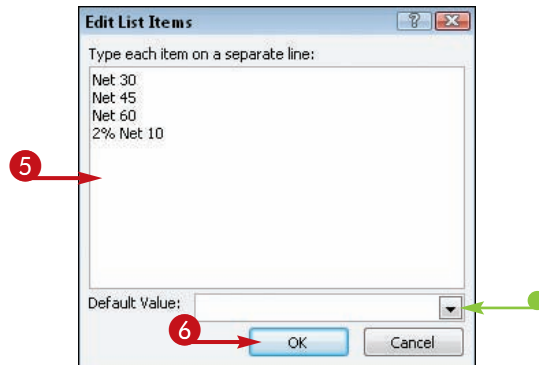 Edit List Items
Type each item on a separate line:
Net 30
Net 45
Net 60
2% Net 10
5
Default Value:
6
OK
Cancel